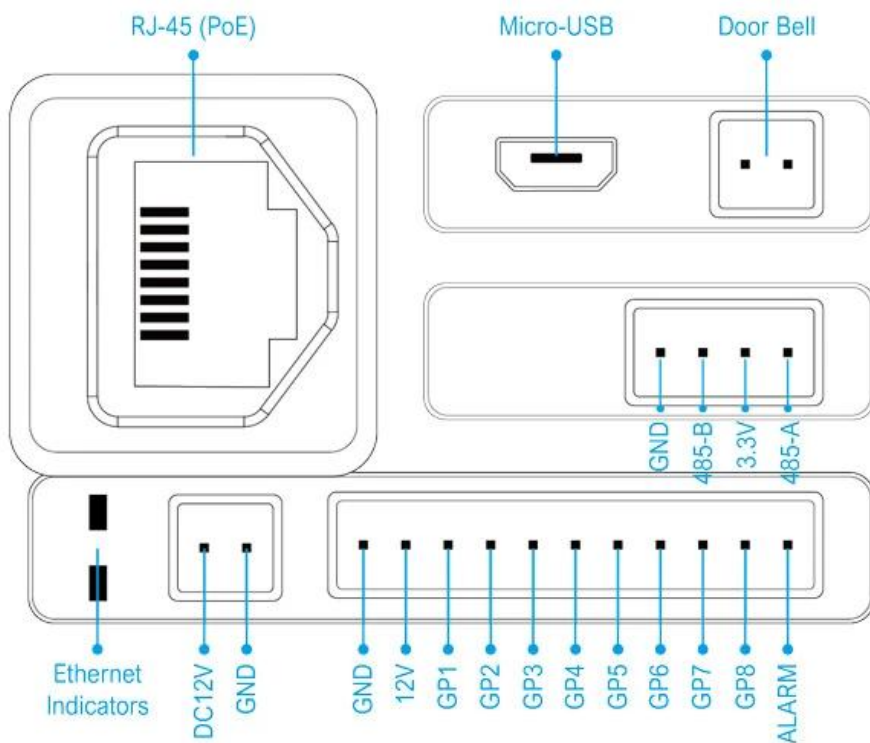 RJ-45 (PoE)
Micro-USB
Door Bell
GND
485-B
3.3V
485-A
Ethernet
Indicators
DC12V
GND
GND
12V
GP1
GP2
GP3
GP4
GP5
GP6
GP7
GP8
ALARM